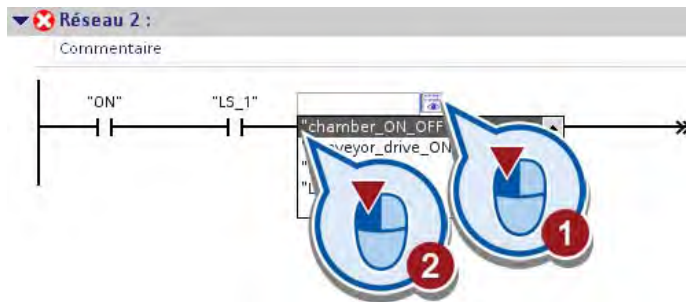 Réseau 2 :
Commentaire
"ON" "LS_1"
"chamber_ON_OFF
veyor_drive_ON
"
"L
1
2